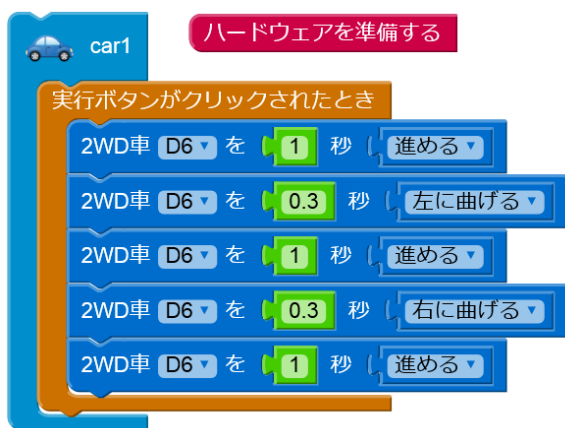 ハードウェアを準備する
car1
実行ボタンがクリックされたとき
2WD車 D6 を 1 秒 進める
2WD車 D6 を 0.3 秒 左に曲げる
2WD車 D6 を 1 秒 進める
2WD車 D6 を 0.3 秒 右に曲げる
2WD車 D6 を 1 秒 進める